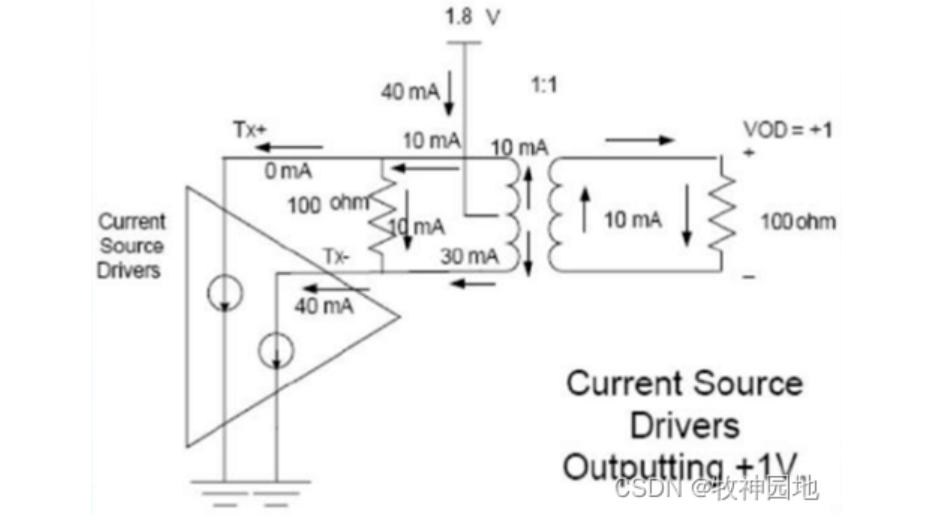 1.8 V
40 mA
1:1
Tx+
10 mA
10 mA
VOD = +1
+
0 mA
100 ohm
10 mA
10 mA
100 ohm
Current
Source
Drivers
Tx-
30 mA
−
40 mA
Current Source
Drivers
Outputting +1V.
CSDN @牧神园地